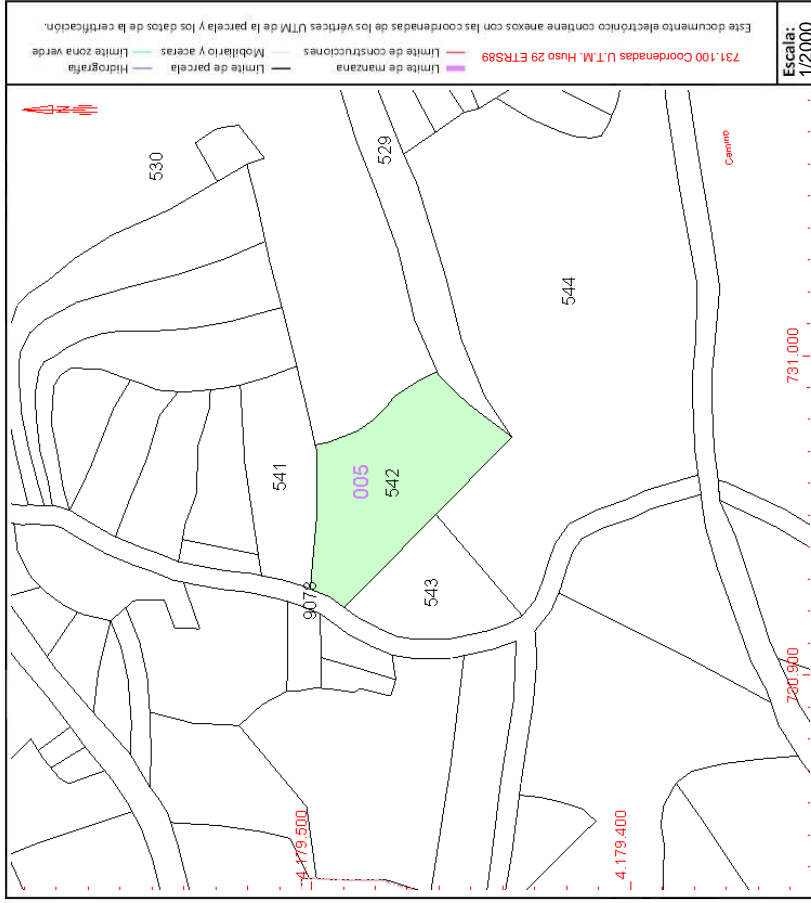 Este documento electrónico contiene anexos con las coordenadas de los vértices UTM de la parcela y los datos de la certificación.
731.100 Coordenadas U.T.M. Huso 29 ETRS89
Límite de manzana
Límite de construcciones
Límite de parcela
Mobiliario y aceras
Hidrografía
Límite zona verde
Escala:
1/2000
530
529
544
Camino
731.000
541
005
542
543
9078
730.900
4.179.500
4.179.400